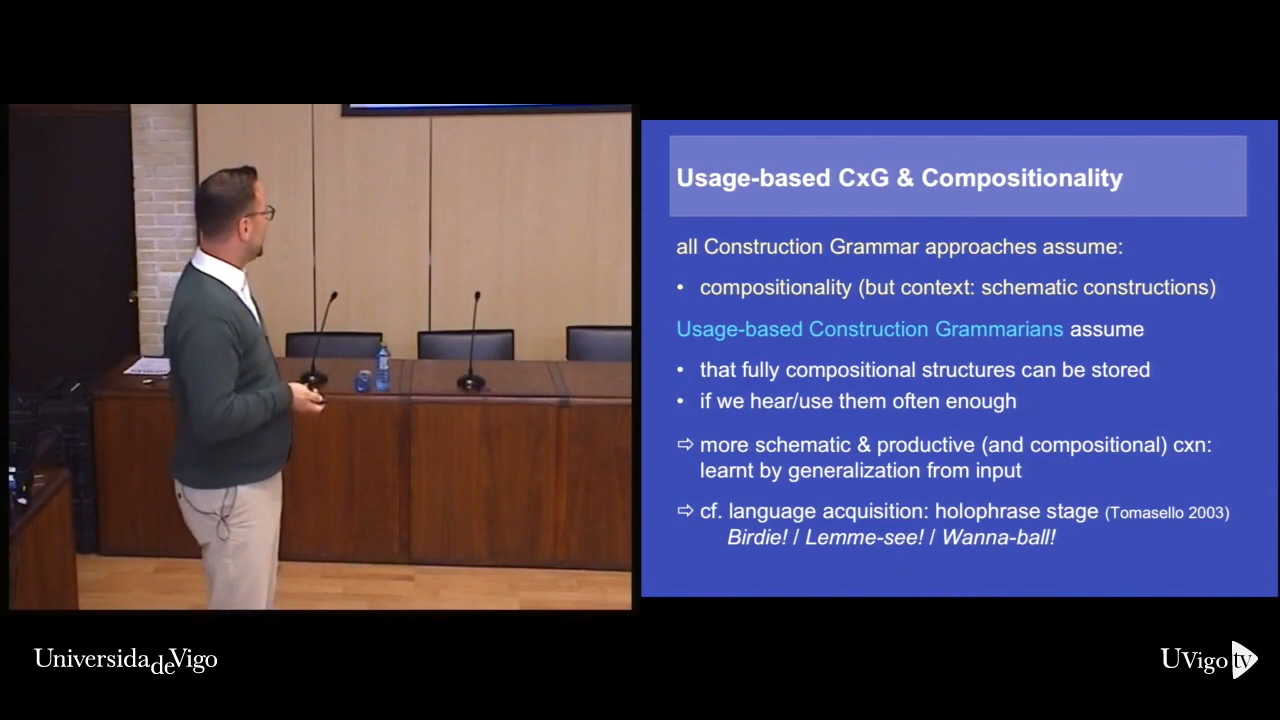 Usage-based CxG & Compositionality
all Construction Grammar approaches assume:
• compositionality (but context: schematic constructions)
Usage-based Construction Grammarians assume
• that fully compositional structures can be stored
• if we hear/use them often enough
⇨ more schematic & productive (and compositional) cxn:
learnt by generalization from input
⇨ cf. language acquisition: holophrase stage (Tomasello 2003)
Birdie! / Lemme-see! / Wanna-ball!
UniversidadeVigo
UVigo tv